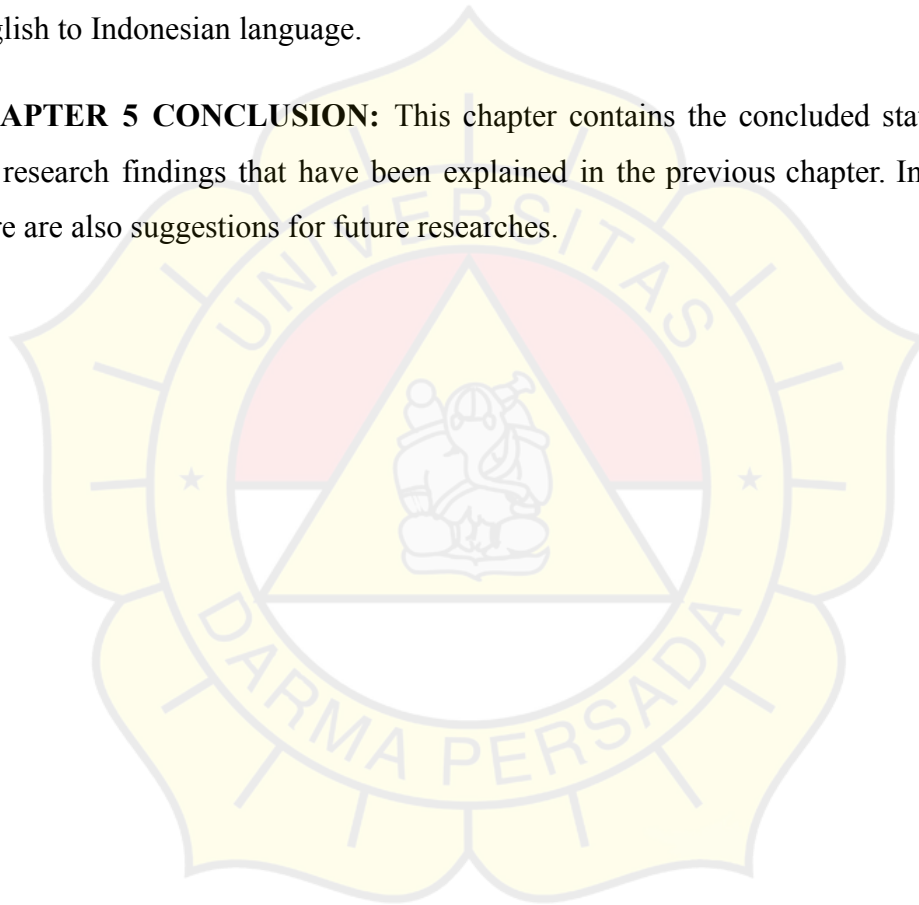 glish to Indonesian language.
APTER 5 CONCLUSION: This chapter contains the concluded sta
research findings that have been explained in the previous chapter. In
re are also suggestions for future researches.
UNIVERSITAS
DARMA PERSADA